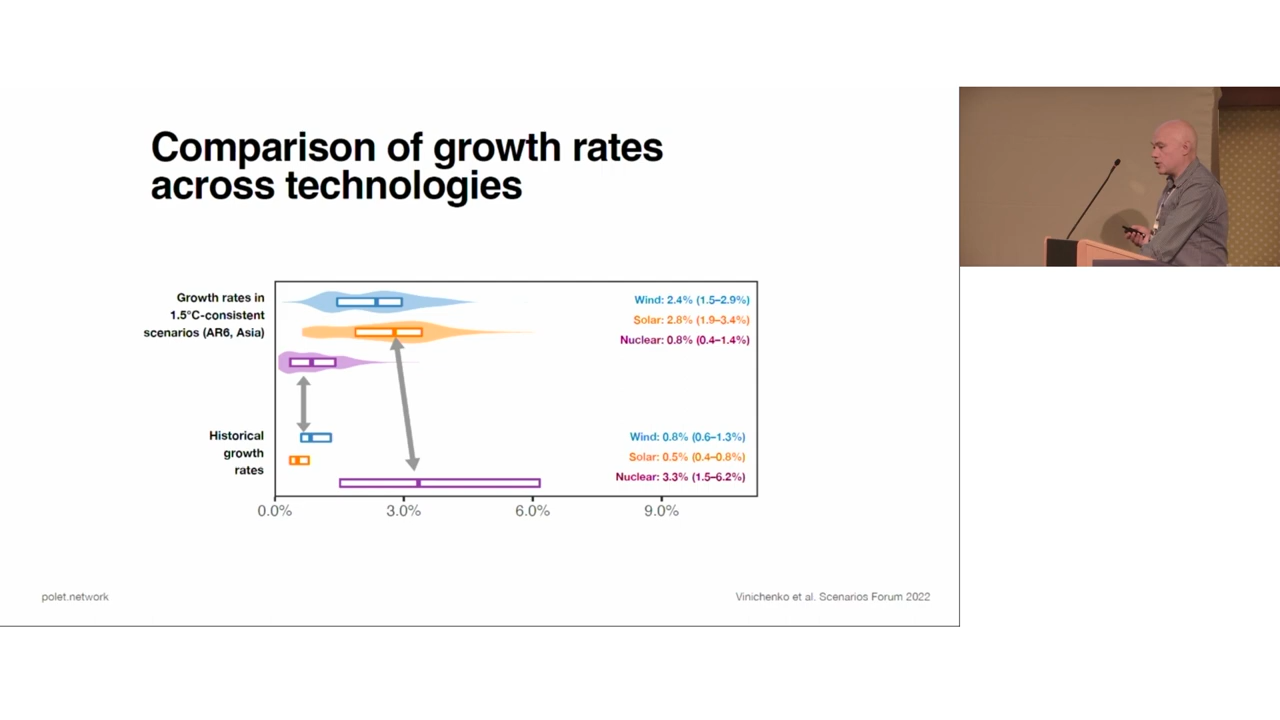 Comparison of growth rates
across technologies
Growth rates in
1.5°C-consistent
scenarios (AR6, Asia)
Wind: 2.4% (1.5–2.9%)
Solar: 2.8% (1.9–3.4%)
Nuclear: 0.8% (0.4–1.4%)
Historical
growth
rates
Wind: 0.8% (0.6–1.3%)
Solar: 0.5% (0.4–0.8%)
Nuclear: 3.3% (1.5–6.2%)
0.0% 3.0% 6.0% 9.0%
polet.network
Vinichenko et al. Scenarios Forum 2022